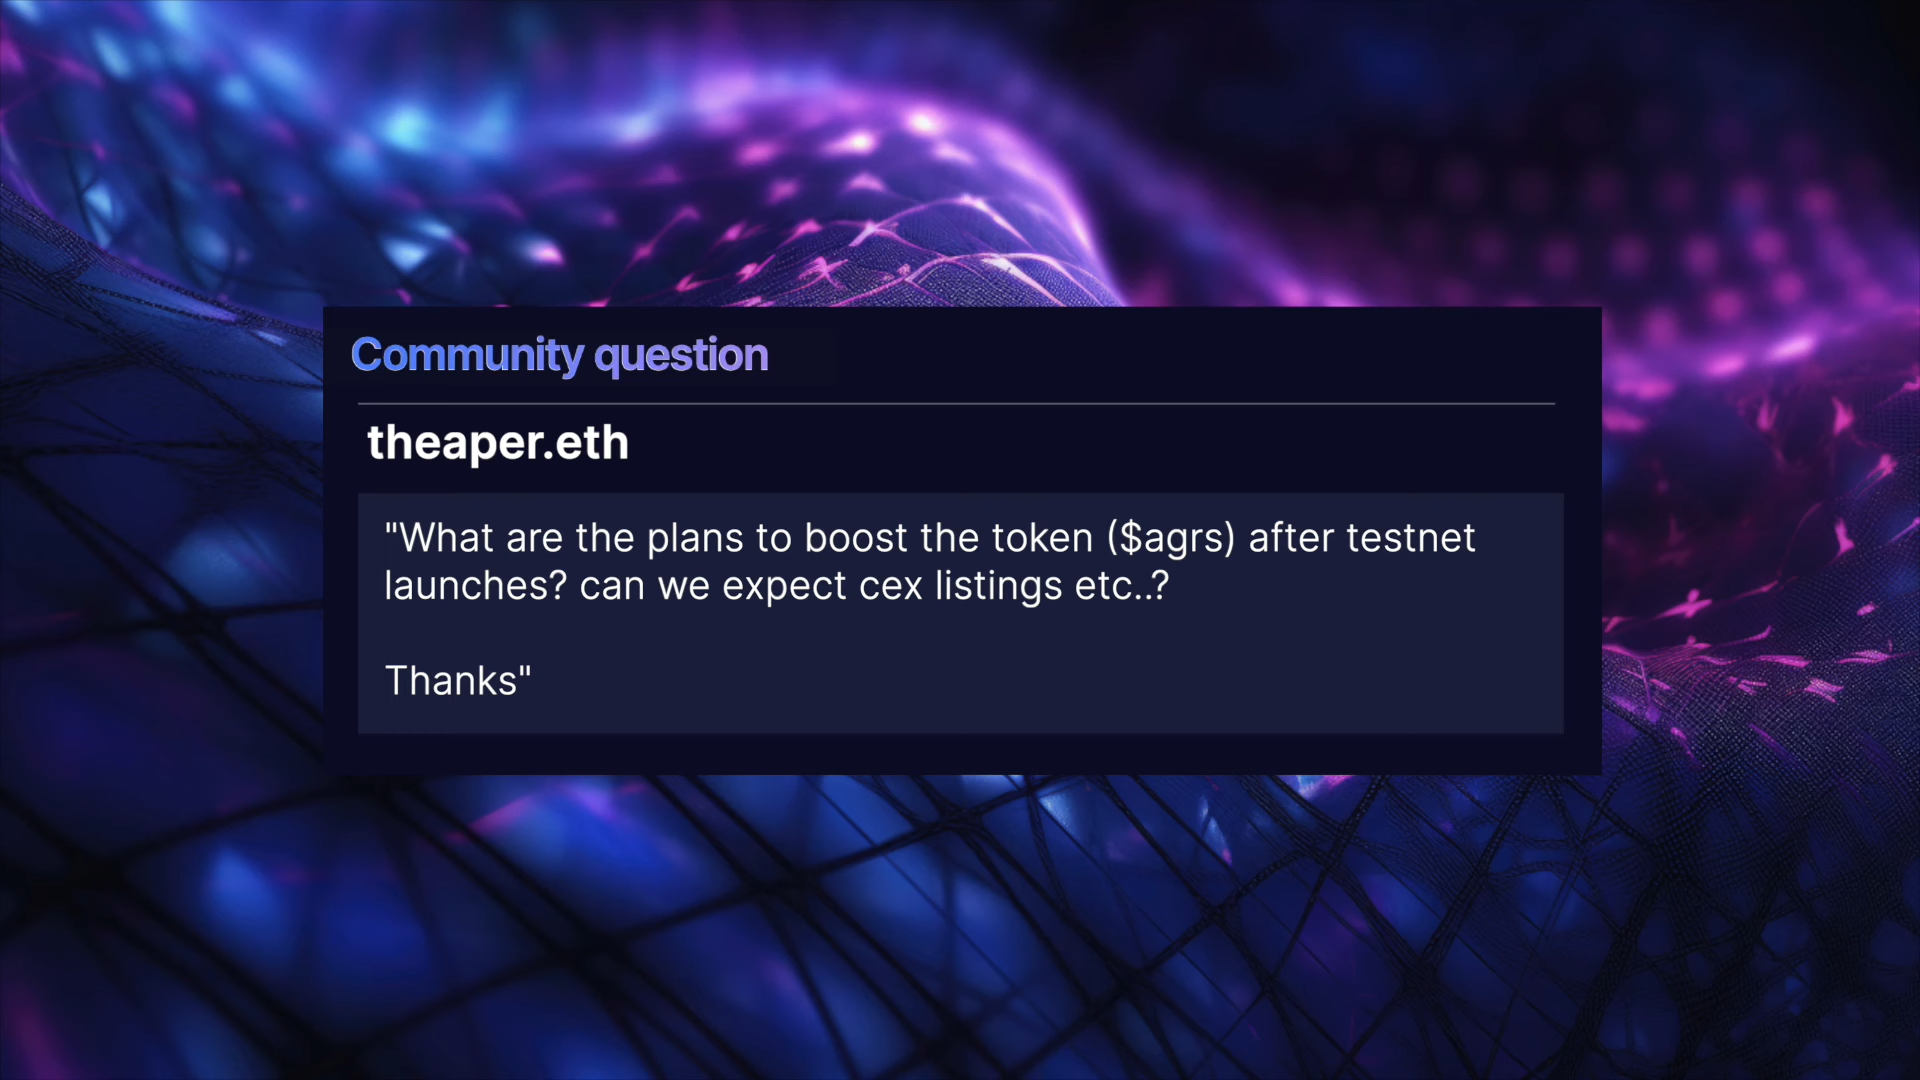 Community question
theaper.eth
"What are the plans to boost the token ($agrs) after testnet
launches? can we expect cex listings etc..?
Thanks"